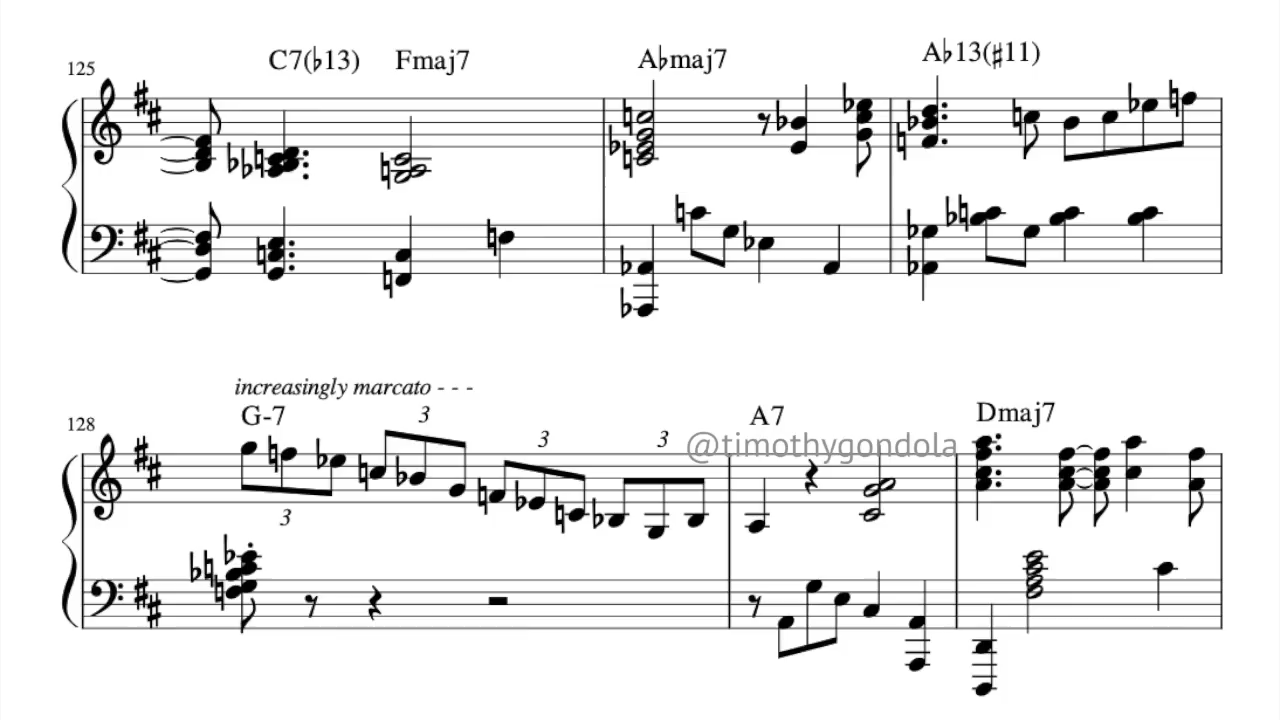 125
C7(♭13) Fmaj7 A♭maj7 A♭13(♯11)
increasingly marcato - - -
128
G-7 3 A7 Dmaj7
3 3 @timothygondola
3